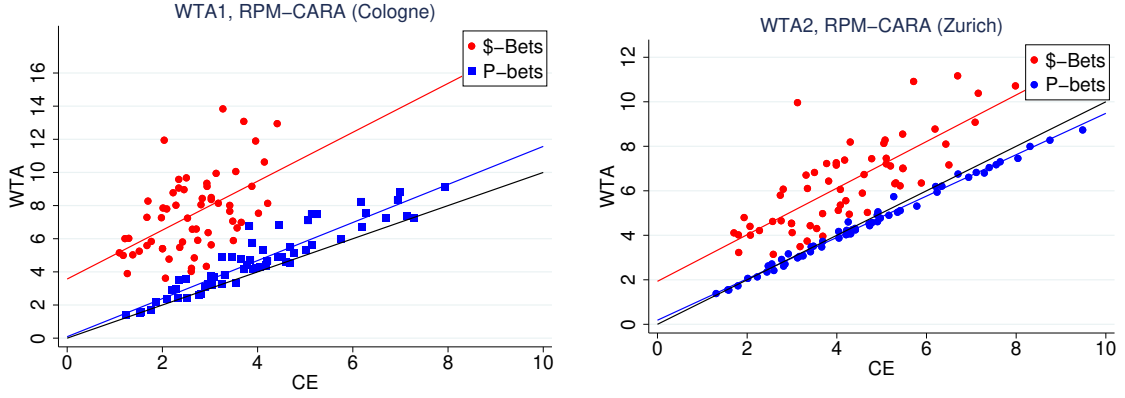 WTA1, RPM−CARA (Cologne)
$−Bets
P−bets
WTA
16
14
12
10
8
6
4
2
0
0 2 4 6 8 10
CE
WTA2, RPM−CARA (Zurich)
$−Bets
P−bets
WTA
12
10
8
6
4
2
0
0 2 4 6 8 10
CE